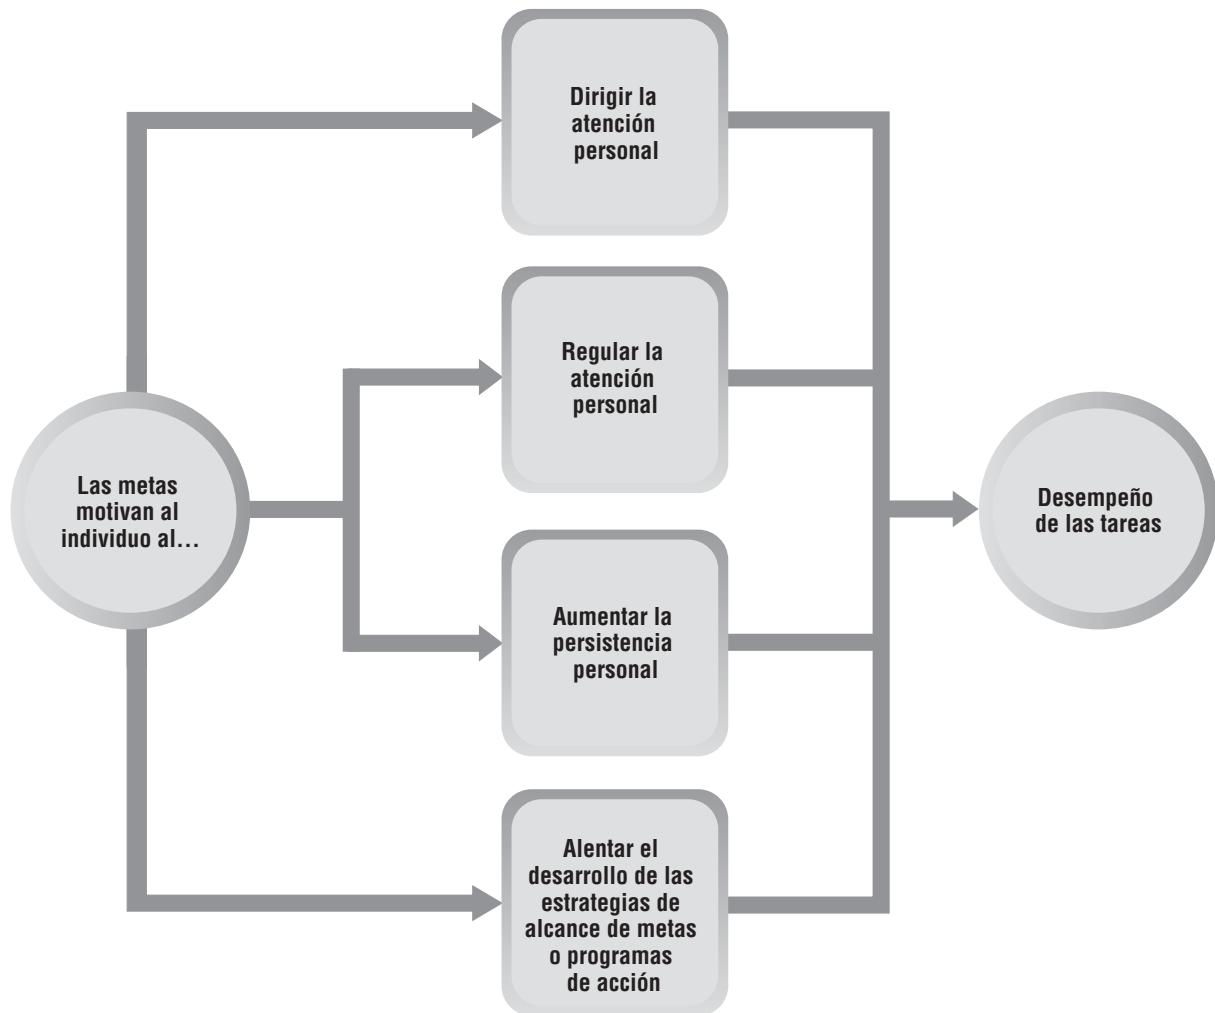 Dirigir la
atención
personal
Regular la
atención
personal
Las metas
motivan al
individuo al...
Desempeño
de las tareas
Aumentar la
persistencia
personal
Alentar el
desarrollo de las
estrategias de
alcance de metas
o programas
de acción